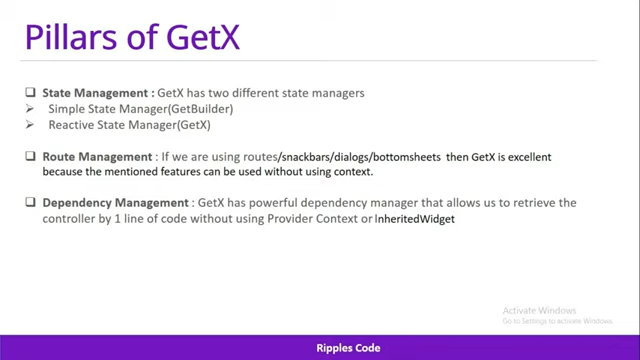 Pillars of GetX
❑ State Management : GetX has two different state managers
➢ Simple State Manager(GetBuilder)
➢ Reactive State Manager(GetX)
❑ Route Management : If we are using routes/snackbars/dialogs/bottomsheets then GetX is excellent
because the mentioned features can be used without using context.
❑ Dependency Management : GetX has powerful dependency manager that allows us to retrieve the
controller by 1 line of code without using Provider Context or InheritedWidget
Activate Windows
Go to Settings to activate Windows.
Ripples Code